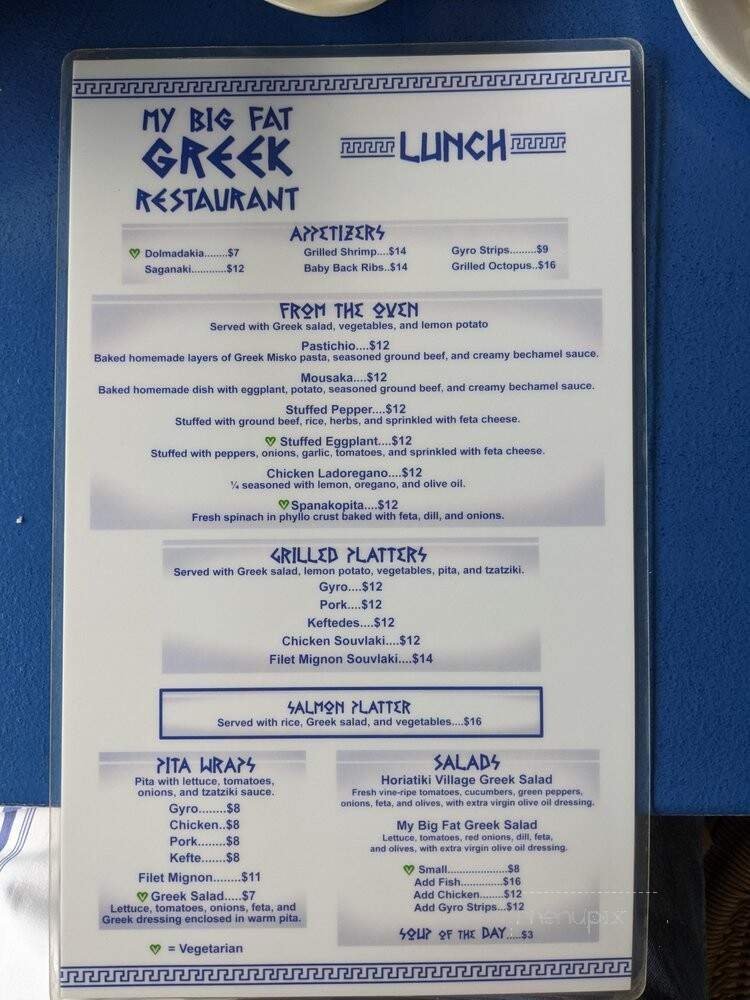 MY BIG FAT
GREEK
RESTAURANT
LUNCH
APPETIZERS
Dolmadakia........$7
Grilled Shrimp....$14
Gyro Strips.........$9
Saganaki............$12
Baby Back Ribs..$14
Grilled Octopus..$16
FROM THE OVEN
Served with Greek salad, vegetables, and lemon potato
Pastichio....$12
Baked homemade layers of Greek Misko pasta, seasoned ground beef, and creamy bechamel sauce.
Mousaka....$12
Baked homemade dish with eggplant, potato, seasoned ground beef, and creamy bechamel sauce.
Stuffed Pepper....$12
Stuffed with ground beef, rice, herbs, and sprinkled with feta cheese.
Stuffed Eggplant....$12
Stuffed with peppers, onions, garlic, tomatoes, and sprinkled with feta cheese.
Chicken Ladoregano....$12
¼ seasoned with lemon, oregano, and olive oil.
Spanakopita....$12
Fresh spinach in phyllo crust baked with feta, dill, and onions.
GRILLED PLATTERS
Served with Greek salad, lemon potato, vegetables, pita, and tzatziki.
Gyro....$12
Pork....$12
Keftedes....$12
Chicken Souvlaki....$12
Filet Mignon Souvlaki....$14
SALMON PLATTER
Served with rice, Greek salad, and vegetables....$16
PITA WRAPS
Pita with lettuce, tomatoes,
onions, and tzatziki sauce.
Gyro........$8
Chicken..$8
Pork........$8
Kefte.......$8
Filet Mignon........$11
Greek Salad.....$7
Lettuce, tomatoes, onions, feta, and
Greek dressing enclosed in warm pita.
= Vegetarian
SALADS
Horiatiki Village Greek Salad
Fresh vine-ripe tomatoes, cucumbers, green peppers,
onions, feta, and olives, with extra virgin olive oil dressing.
My Big Fat Greek Salad
Lettuce, tomatoes, red onions, dill, feta,
and olives, with extra virgin olive oil dressing.
Small.....................$8
Add Fish..............$16
Add Chicken........$12
Add Gyro Strips...$12
SOUP OF THE DAY.....$3
menupix